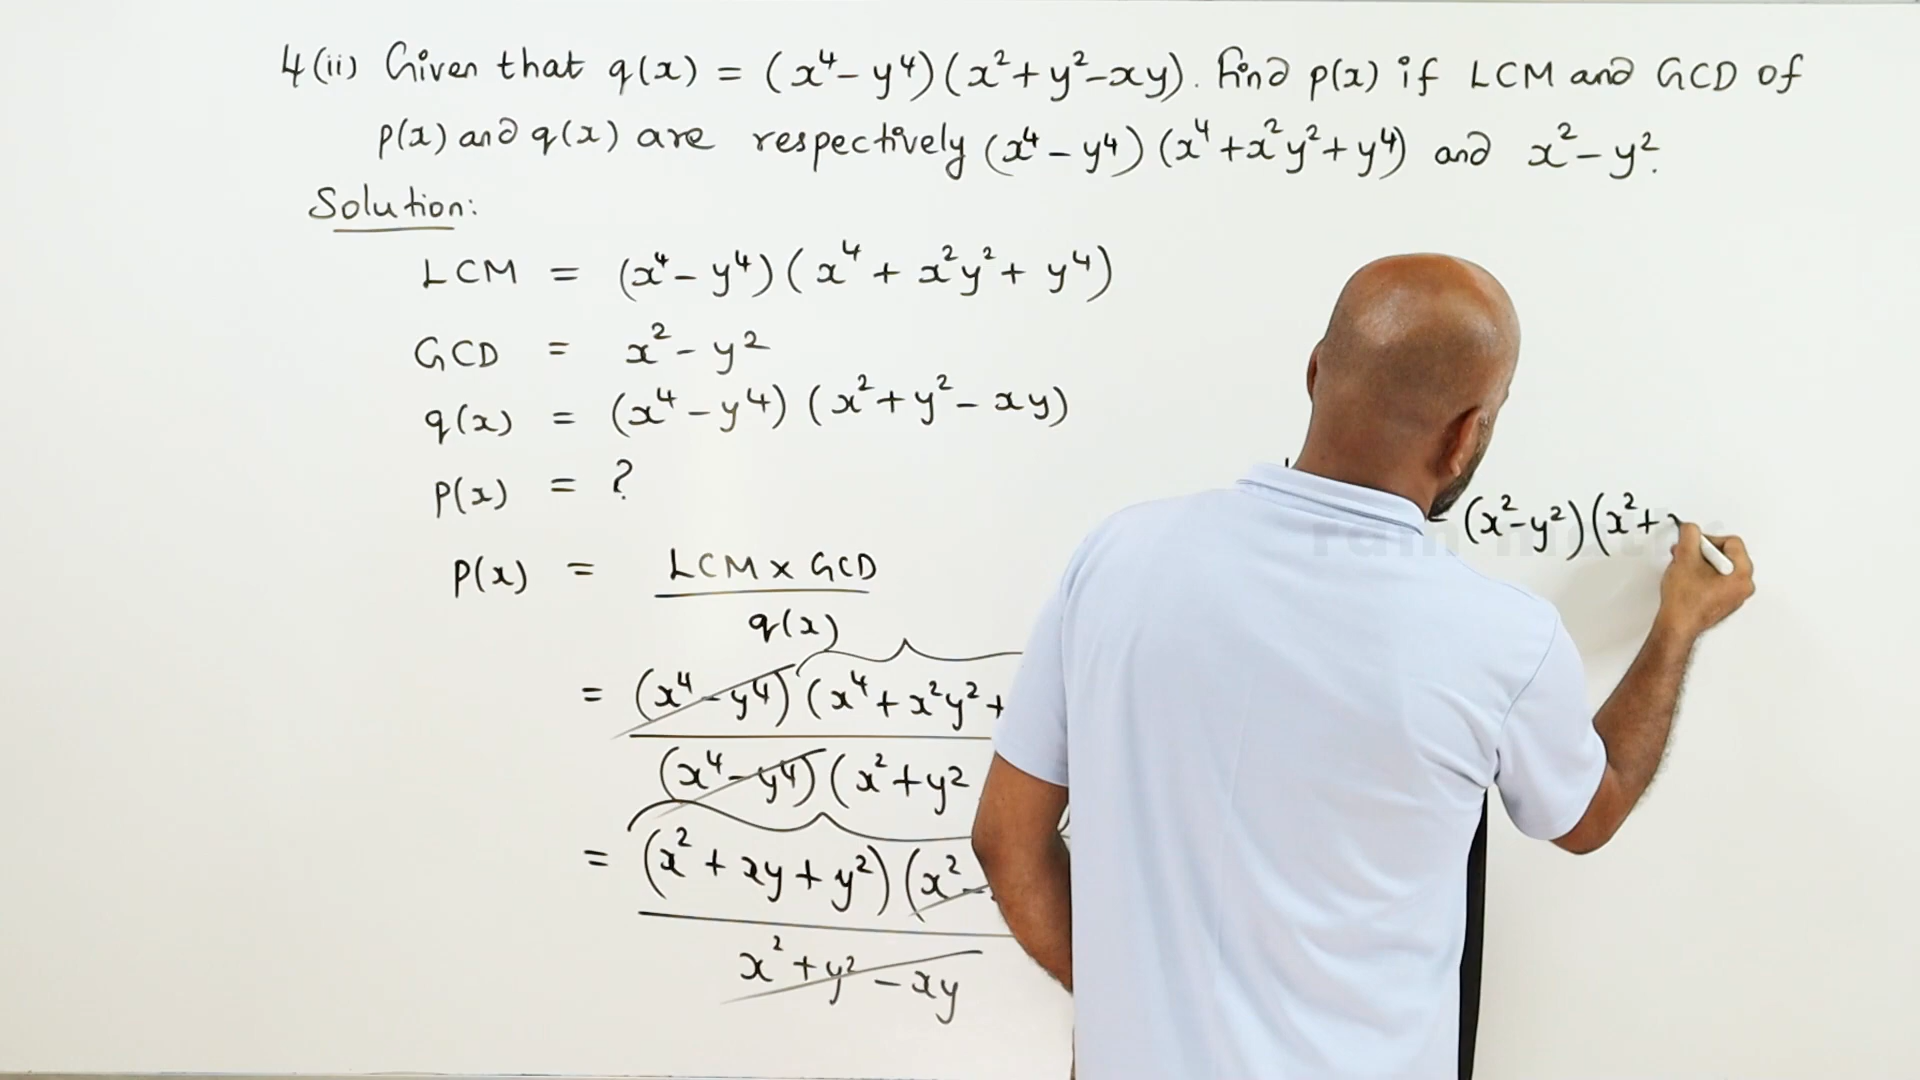 4(ii) Given that q(x) = (x⁴ - y⁴)(x² + y² - xy). Find p(x) if LCM and GCD of
p(x) and q(x) are respectively (x⁴ - y⁴)(x⁴ + x²y² + y⁴) and x² - y².
Solution:
LCM = (x⁴ - y⁴)(x⁴ + x²y² + y⁴)
GCD = x² - y²
q(x) = (x⁴ - y⁴)(x² + y² - xy)
p(x) = ?
p(x) = LCM x GCD
q(x)
= (x⁴ - y⁴)(x⁴ + x²y² +
(x⁴ - y⁴)(x² + y²
= (x² + xy + y²)(x² -
x² + y² - xy
(x² - y²)(x² +